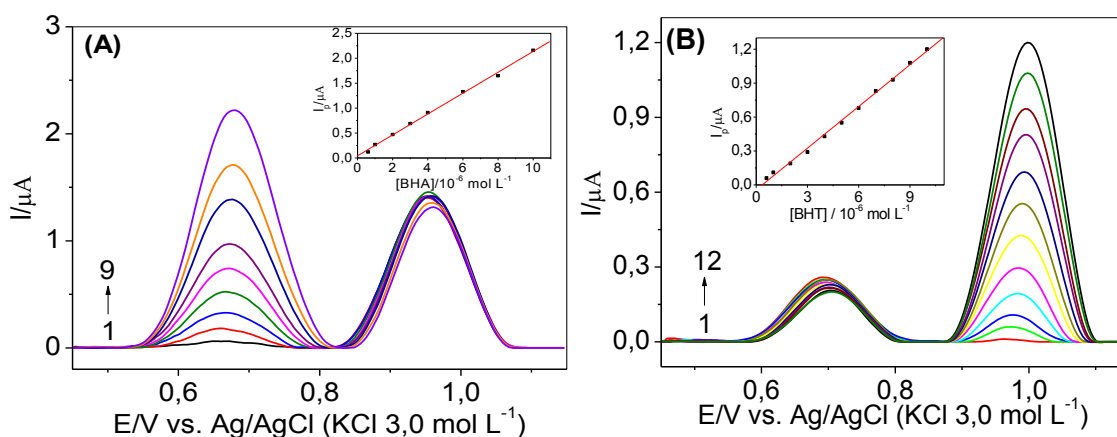 (A)
I/μA
3
2
1
0
9
1
0,6
0,8
1,0
E/V vs. Ag/AgCl (KCl 3,0 mol L⁻¹)
I_p/μA
2,5
2,0
1,5
1,0
0,5
0,0
0 2 4 6 8 10
[BHA]/10⁻⁶ mol L⁻¹
(B)
I/μA
1,2
0,9
0,6
0,3
0,0
12
1
0,6
0,8
1,0
E/V vs. Ag/AgCl (KCl 3,0 mol L⁻¹)
I_p/μA
1,2
0,9
0,6
0,3
0,0
0 3 6 9
[BHT] / 10⁻⁶ mol L⁻¹